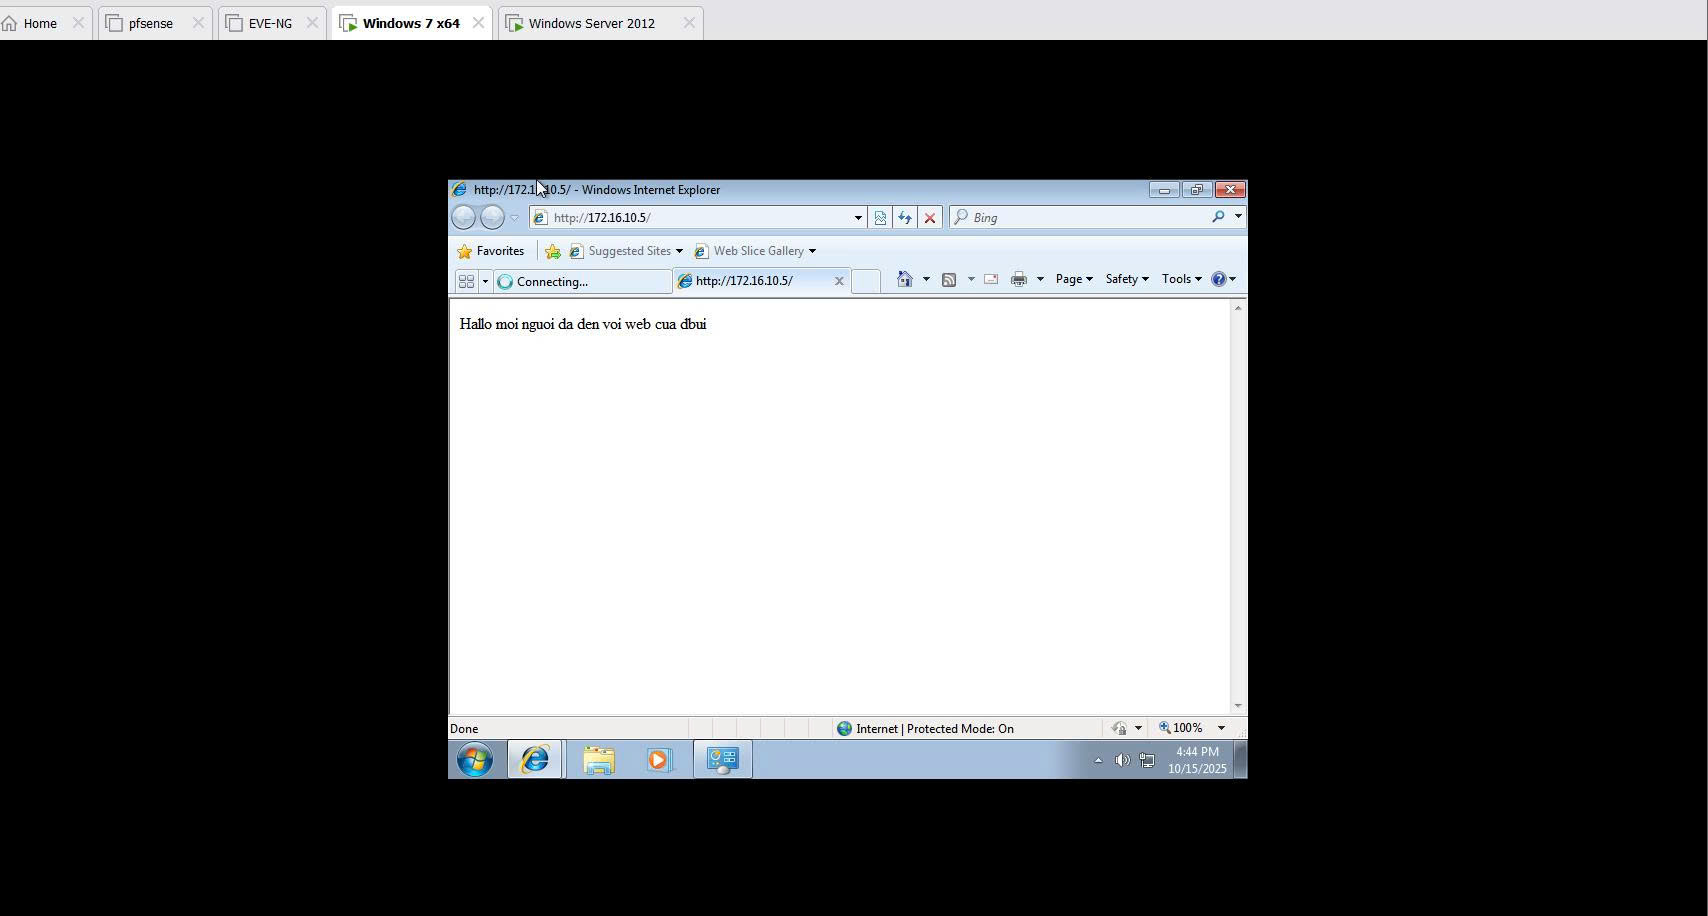 Home
pfsense
EVE-NG
Windows 7 x64
Windows Server 2012
http://172.1 10.5/ - Windows Internet Explorer
http://172.16.10.5/
Bing
Favorites
Suggested Sites
Web Slice Gallery
Connecting...
http://172.16.10.5/
Page
Safety
Tools
Hallo moi nguoi da den voi web cua dbui
Done
Internet | Protected Mode: On
100%
4:44 PM
10/15/2025